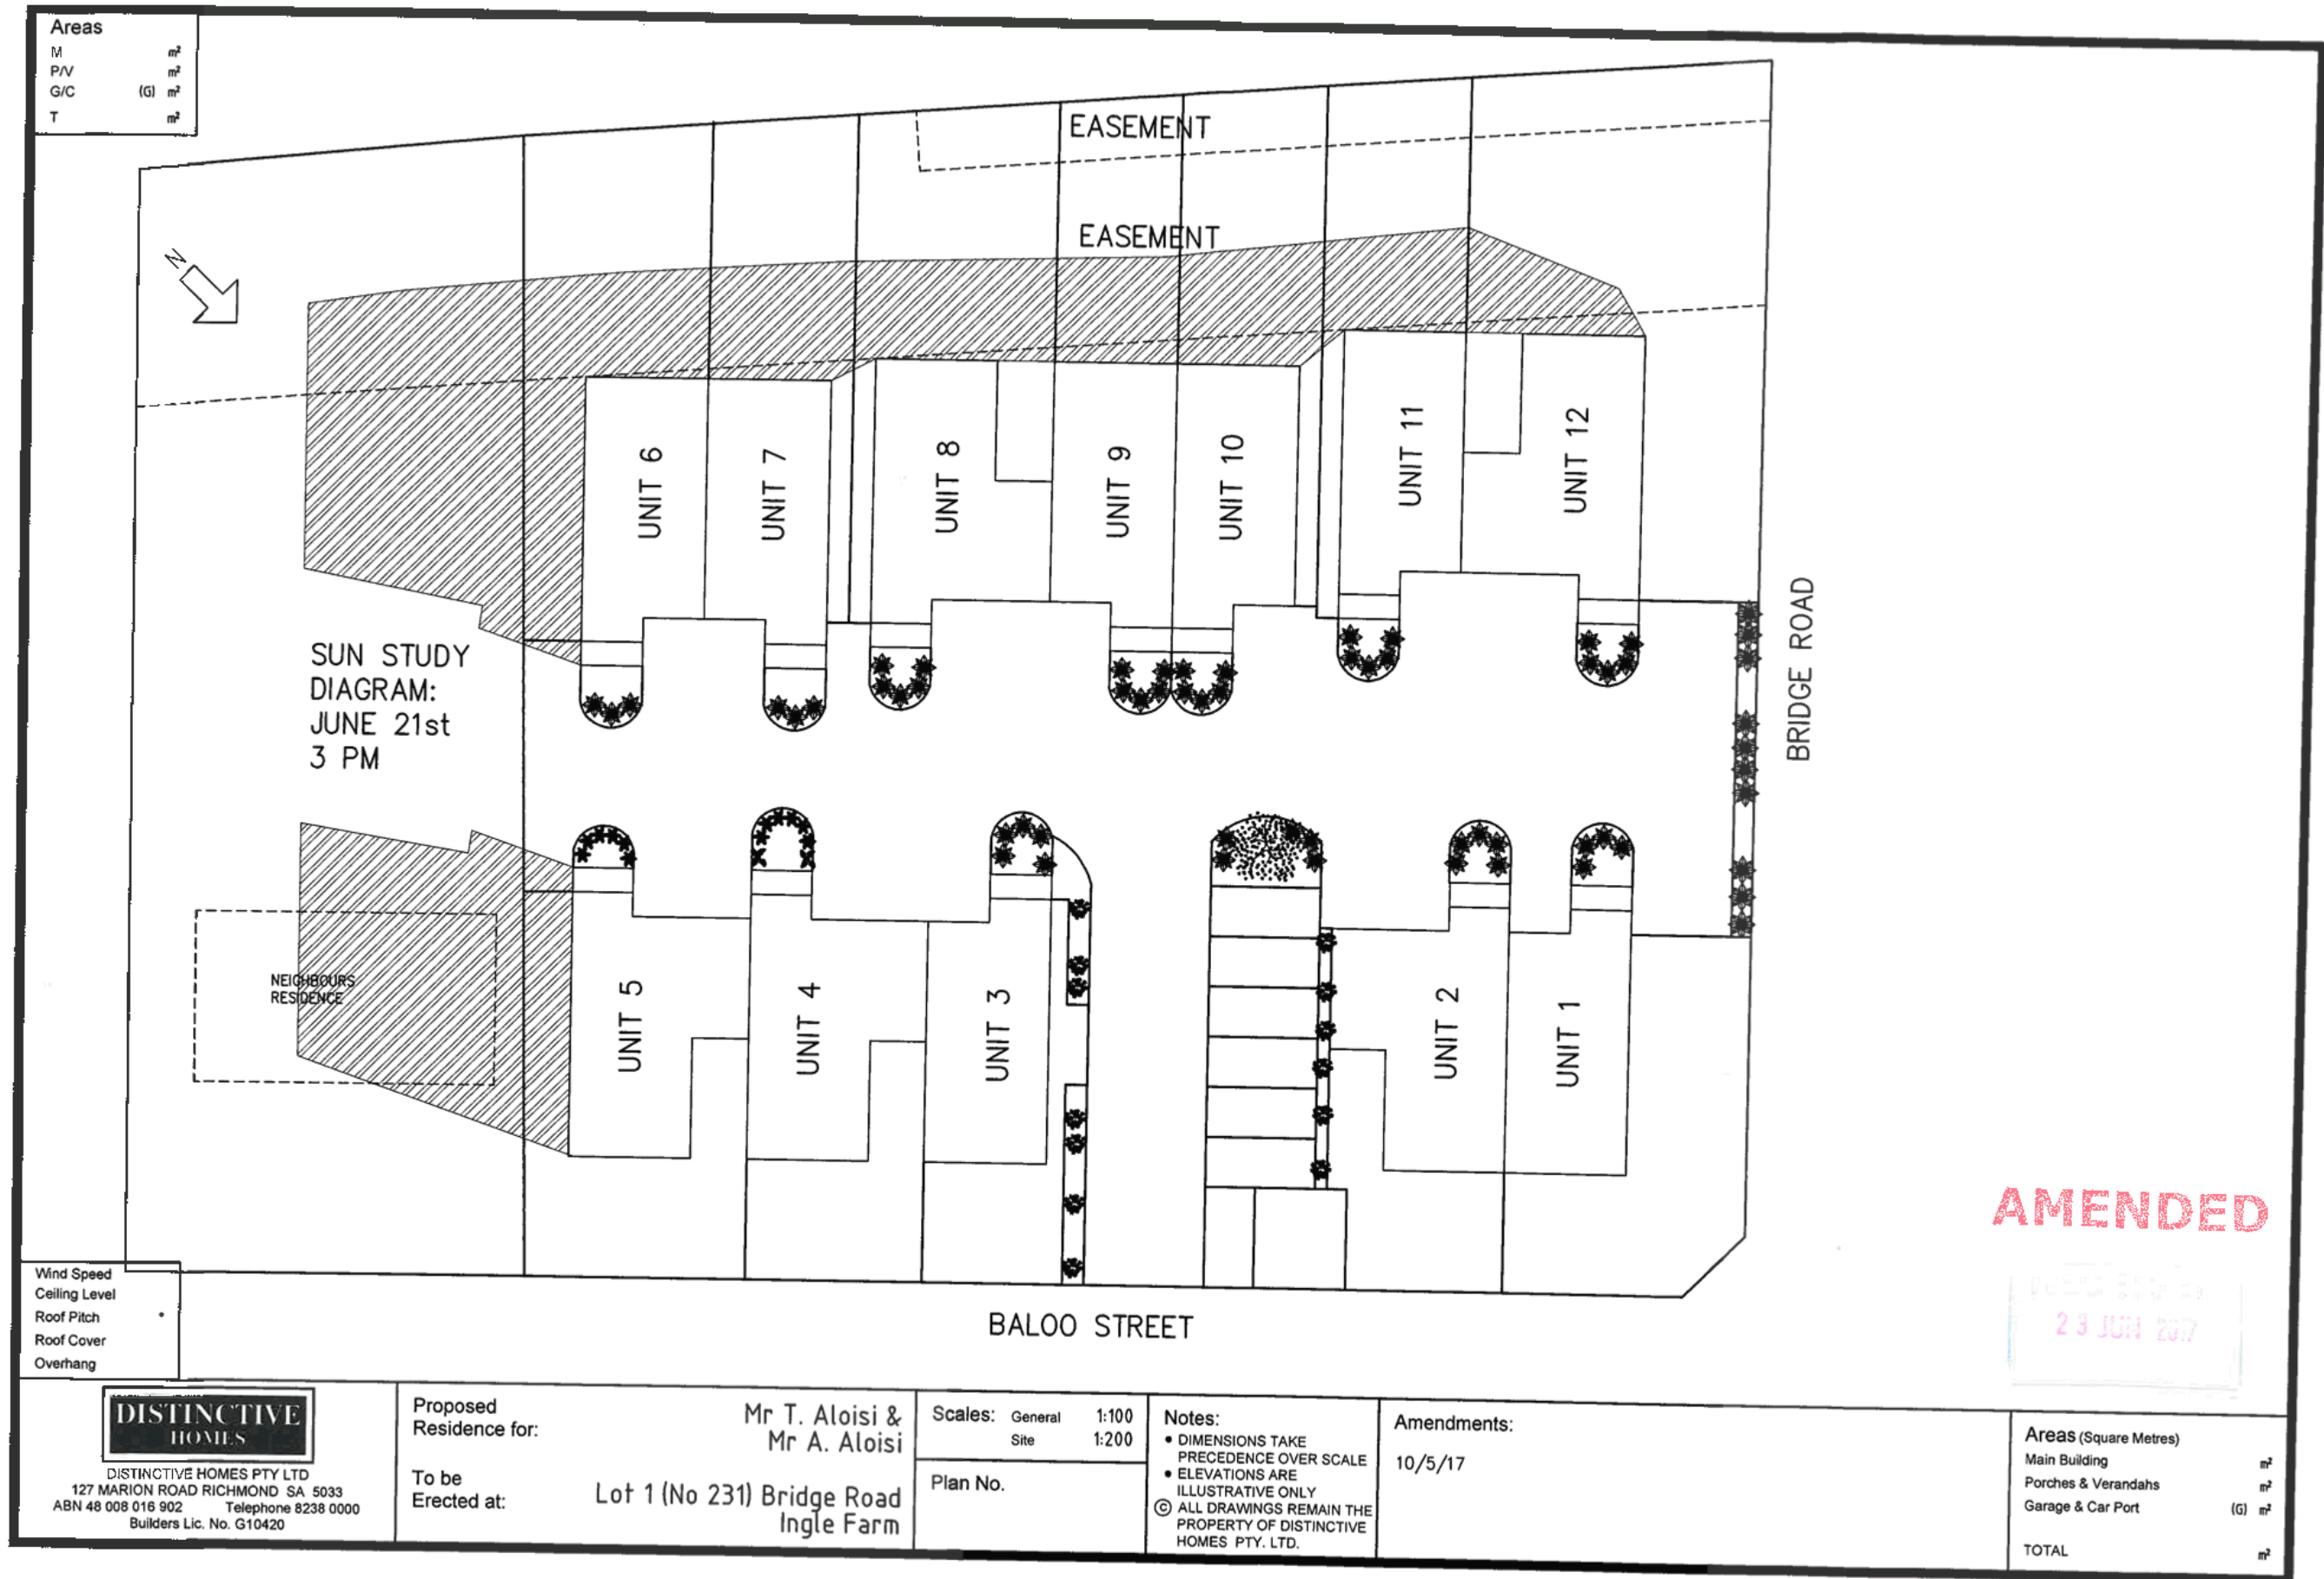 Areas
M m²
P/V m²
G/C (G) m²
T m²
EASEMENT
EASEMENT
N
UNIT 6
UNIT 7
UNIT 8
UNIT 9
UNIT 10
UNIT 11
UNIT 12
BRIDGE ROAD
SUN STUDY
DIAGRAM:
JUNE 21st
3 PM
NEIGHBOURS
RESIDENCE
UNIT 5
UNIT 4
UNIT 3
UNIT 2
UNIT 1
AMENDED
23 JUN 2017
BALOO STREET
Wind Speed
Ceiling Level
Roof Pitch °
Roof Cover
Overhang
DISTINCTIVE
HOMES
DISTINCTIVE HOMES PTY LTD
127 MARION ROAD RICHMOND SA 5033
ABN 48 008 016 902 Telephone 8238 0000
Builders Lic. No. G10420
Proposed
Residence for:
Mr T. Aloisi &
Mr A. Aloisi
To be
Erected at:
Lot 1 (No 231) Bridge Road
Ingle Farm
Scales: General 1:100
Site 1:200
Plan No.
Notes:
• DIMENSIONS TAKE
PRECEDENCE OVER SCALE
• ELEVATIONS ARE
ILLUSTRATIVE ONLY
© ALL DRAWINGS REMAIN THE
PROPERTY OF DISTINCTIVE
HOMES PTY. LTD.
Amendments:
10/5/17
Areas (Square Metres)
Main Building m²
Porches & Verandahs m²
Garage & Car Port (G) m²
TOTAL m²